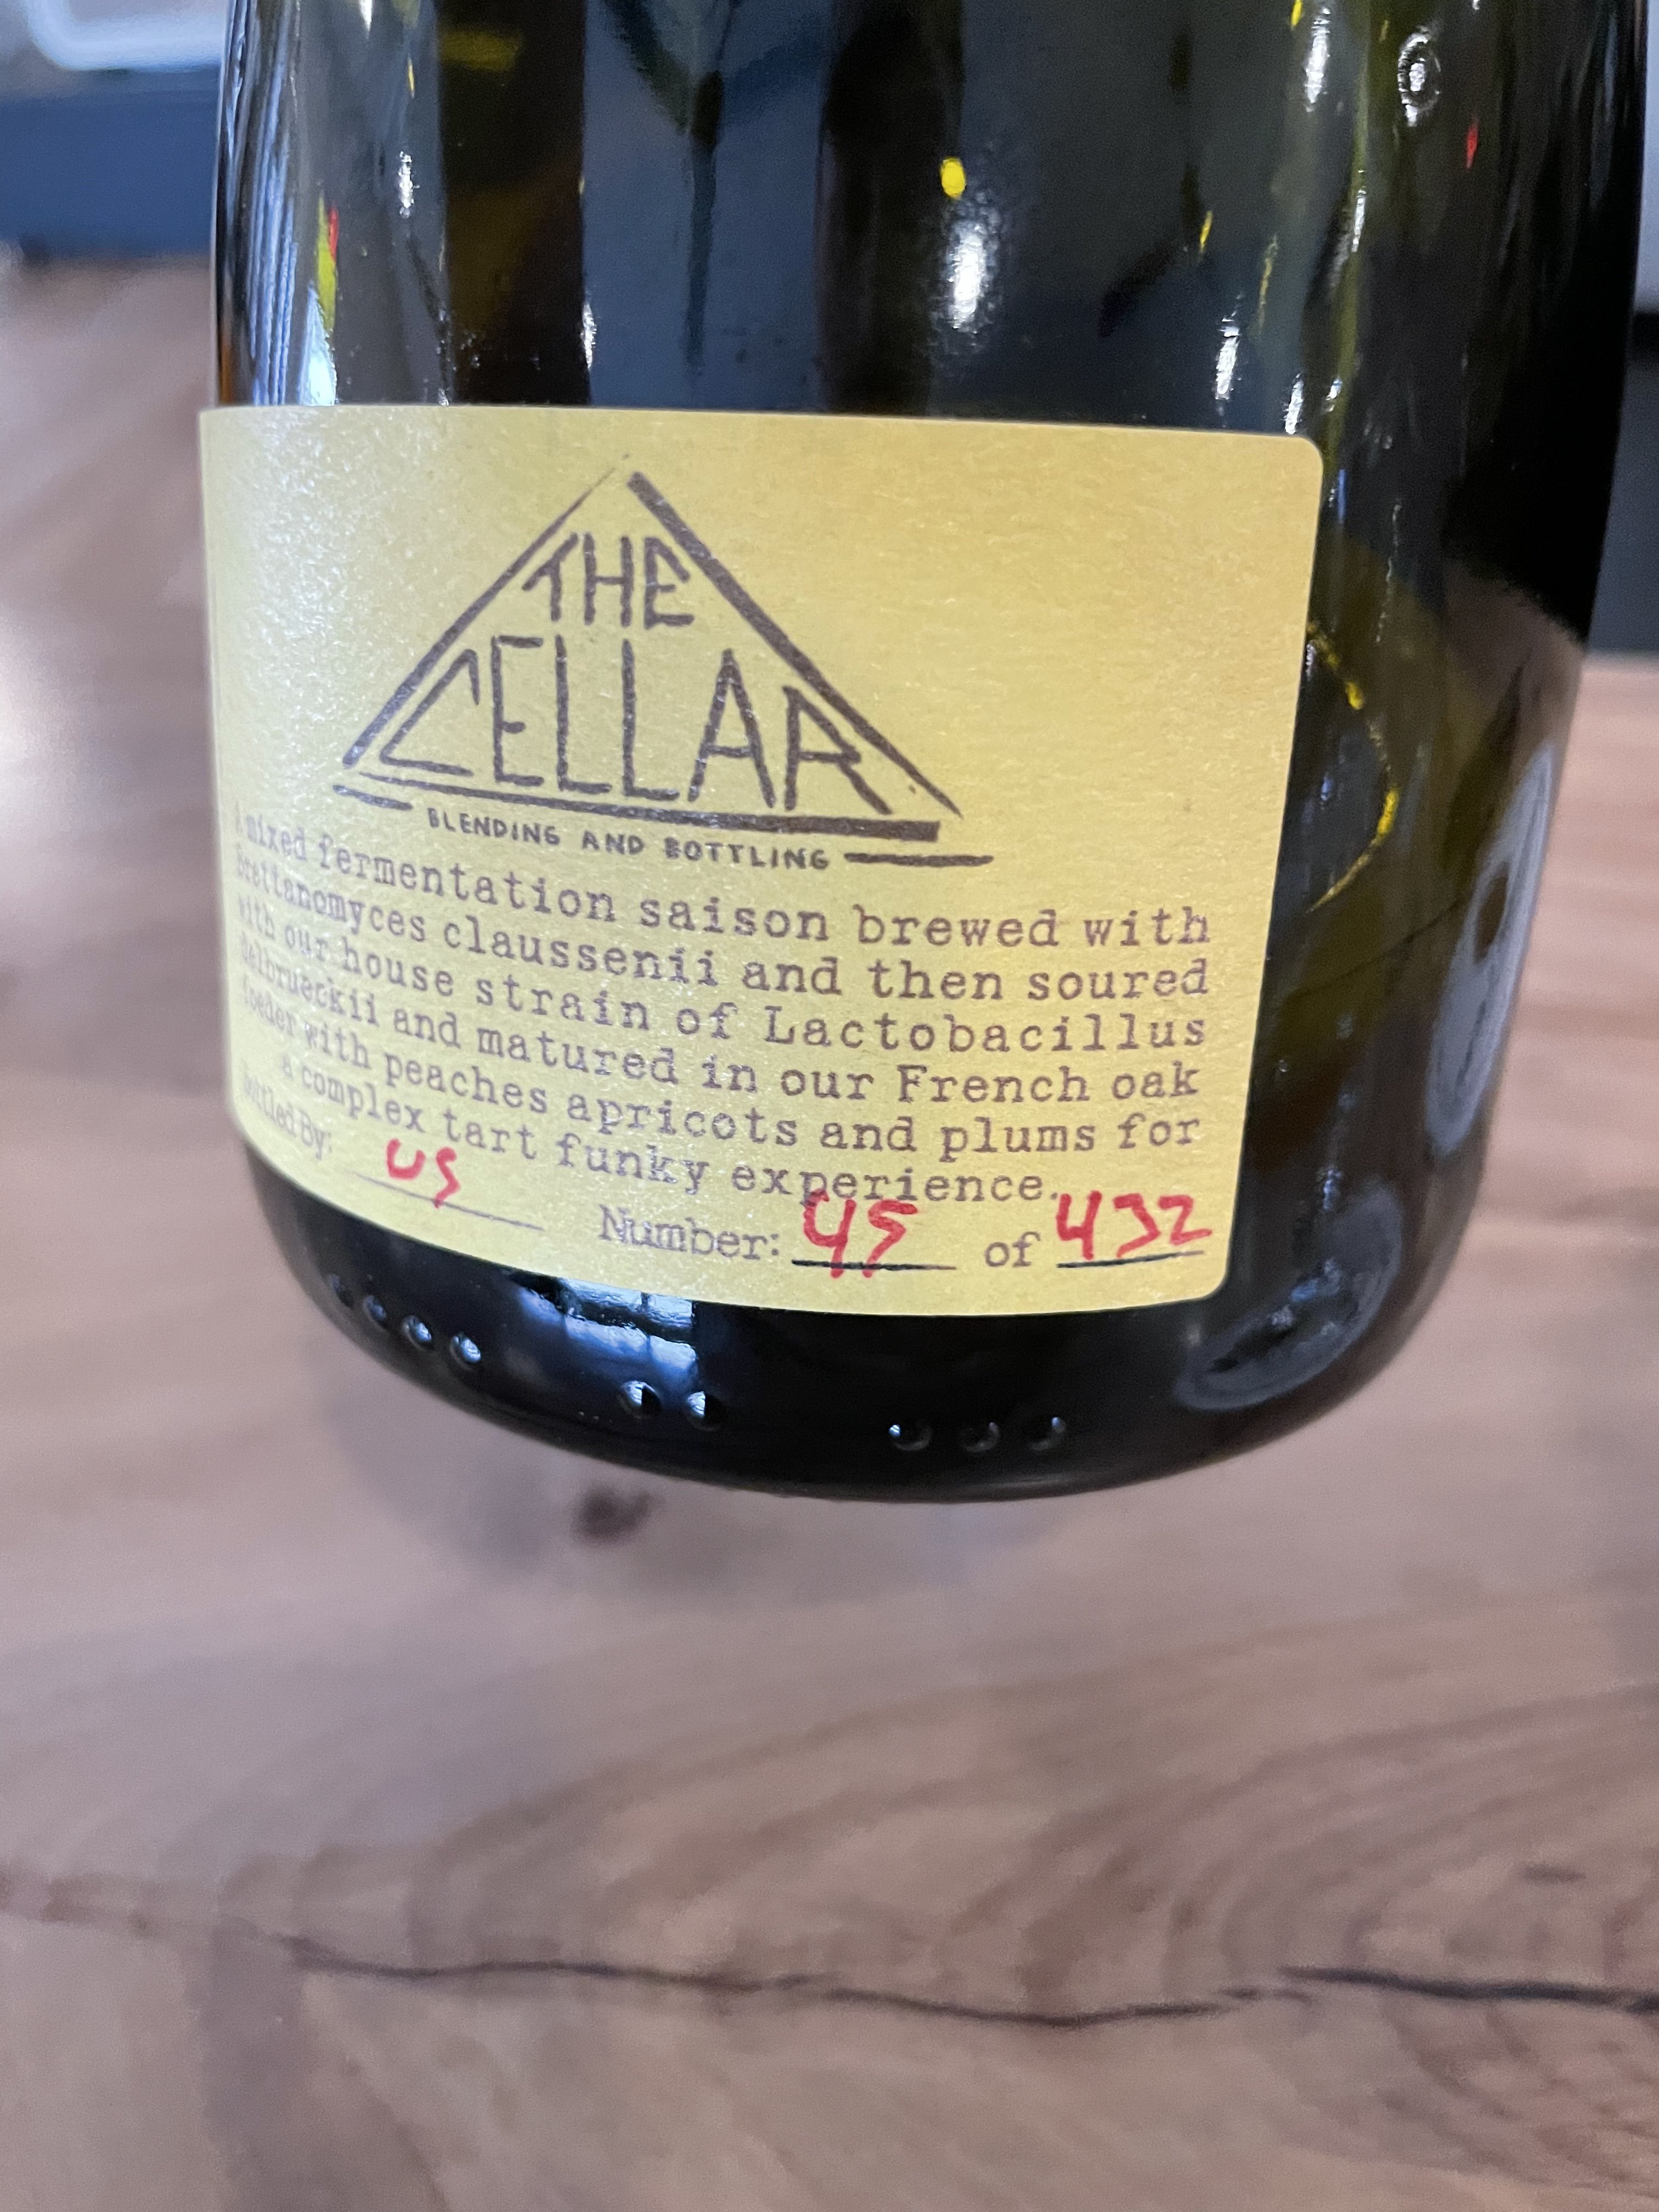 THE
CELLAR
BLENDING AND BOTTLING
A mixed fermentation saison brewed with
Brettanomyces claussenii and then soured
with our house strain of Lactobacillus
delbrueckii and matured in our French oak
foeder with peaches apricots and plums for
a complex tart funky experience.
Bottled By: US Number: 45 of 432